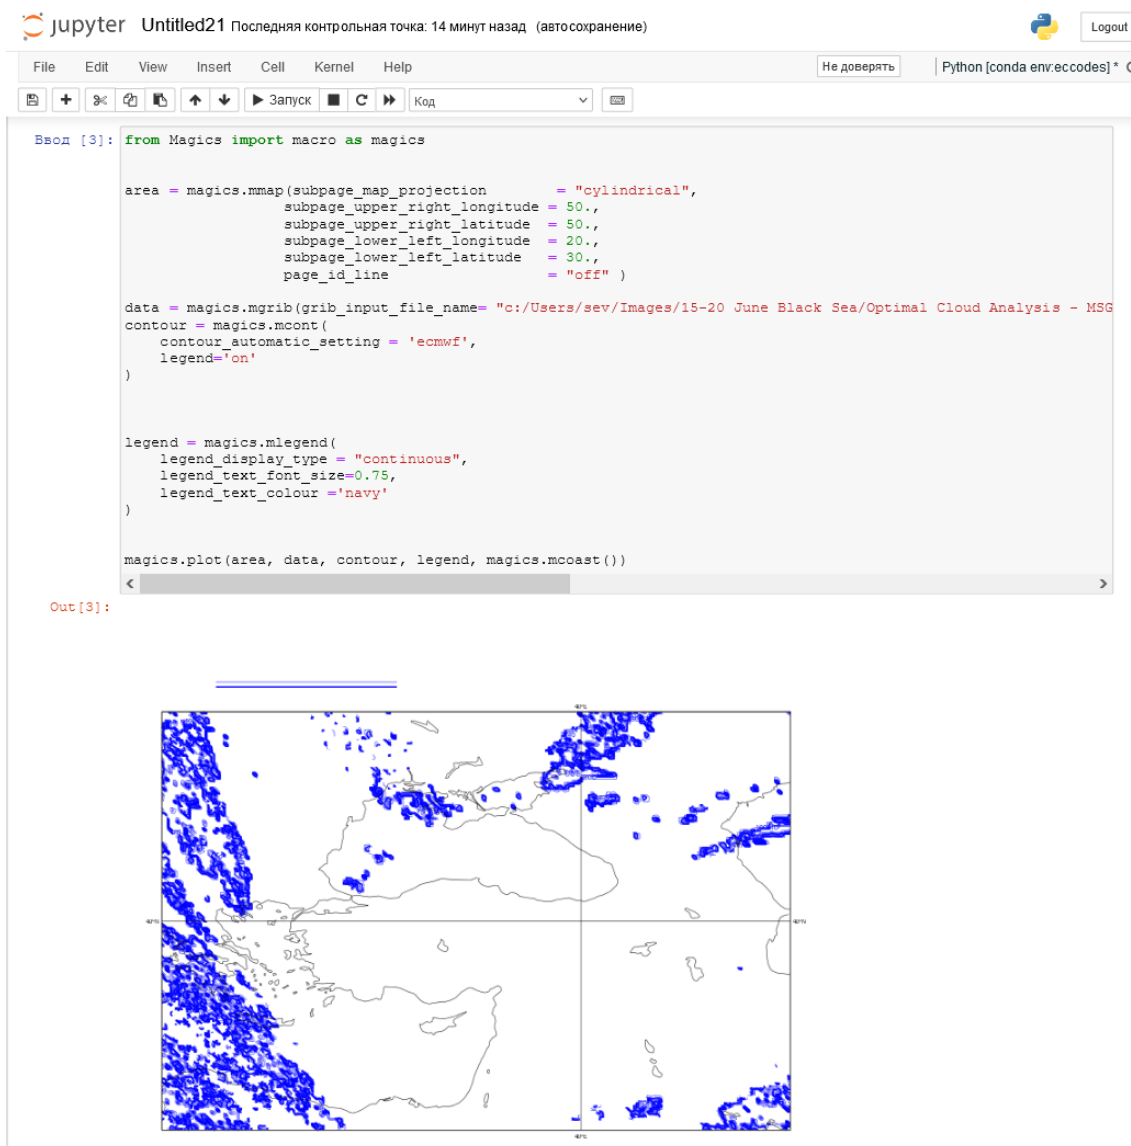 jupyter Untitled21 Последняя контрольная точка: 14 минут назад (автосохранение)
Logout
File Edit View Insert Cell Kernel Help
Не доверять
Python [conda env:eccodes] *
Запуск
Код
Ввод [3]:
from Magics import macro as magics
area = magics.mmap(subpage_map_projection = "cylindrical",
subpage_upper_right_longitude = 50.,
subpage_upper_right_latitude = 50.,
subpage_lower_left_longitude = 20.,
subpage_lower_left_latitude = 30.,
page_id_line = "off" )
data = magics.mgrib(grib_input_file_name= "c:/Users/sev/Images/15-20 June Black Sea/Optimal Cloud Analysis - MSG
contour = magics.mcont(
contour_automatic_setting = 'ecmwf',
legend='on'
)
legend = magics.mlegend(
legend_display_type = "continuous",
legend_text_font_size=0.75,
legend_text_colour ='navy'
)
magics.plot(area, data, contour, legend, magics.mcoast())
Out[3]:
40°N
40°N